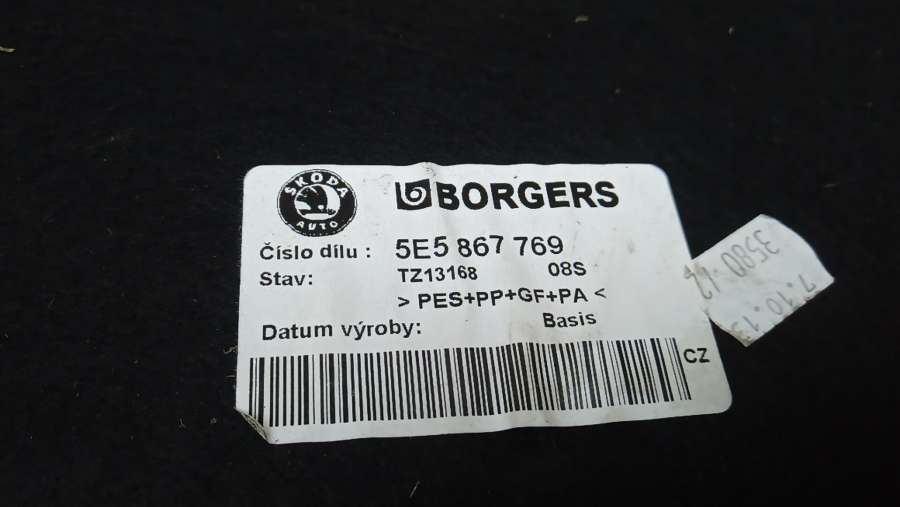 ŠKODA
AUTO
BORGERS
Číslo dílu : 5E5 867 769
Stav: TZ13168 08S
> PES+PP+GF+PA <
Datum výroby: Basis
CZ
3580
7.10.13